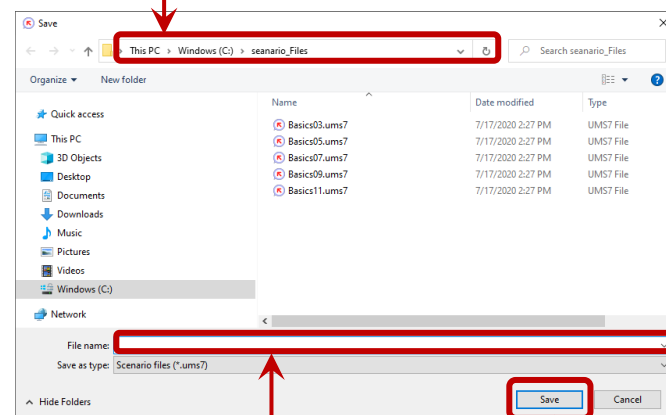 Save
This PC > Windows (C:) > seanario_Files
Search seanario_Files
Organize
New folder
Name
Date modified
Type
Quick access
This PC
3D Objects
Desktop
Documents
Downloads
Music
Pictures
Videos
Windows (C:)
Network
Basics03.ums7 7/17/2020 2:27 PM UMS7 File
Basics05.ums7 7/17/2020 2:27 PM UMS7 File
Basics07.ums7 7/17/2020 2:27 PM UMS7 File
Basics09.ums7 7/17/2020 2:27 PM UMS7 File
Basics11.ums7 7/17/2020 2:27 PM UMS7 File
File name:
Save as type: Scenario files (*.ums7)
Hide Folders
Save
Cancel